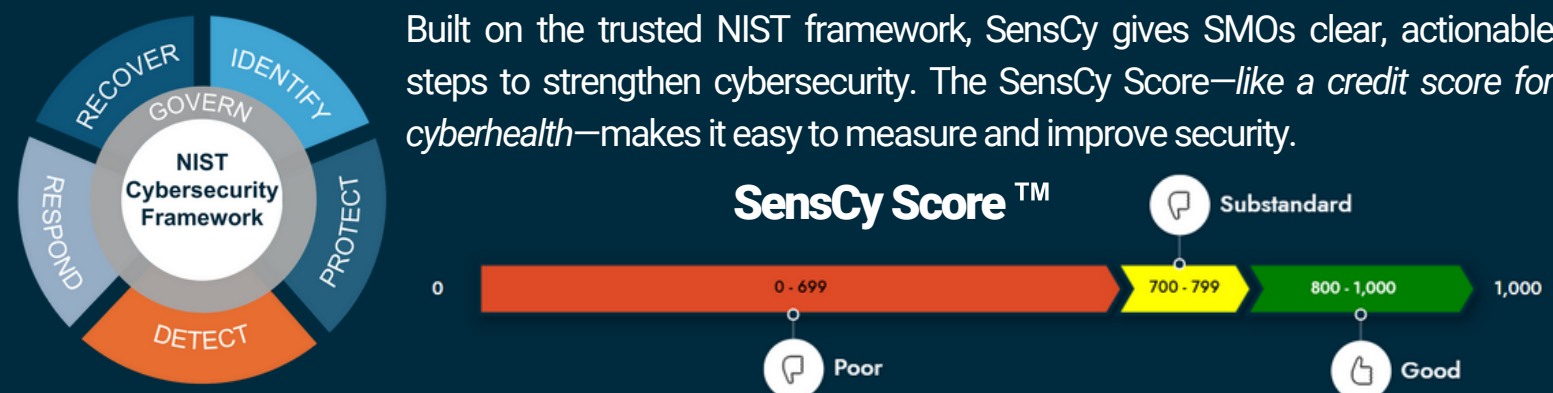 Built on the trusted NIST framework, SensCy gives SMOs clear, actionable
steps to strengthen cybersecurity. The SensCy Score—like a credit score for
cyberhealth—makes it easy to measure and improve security.
RECOVER
IDENTIFY
GOVERN
NIST
Cybersecurity
Framework
RESPOND
PROTECT
DETECT
SensCy Score™
Substandard
0
0 - 699
700 - 799
800 - 1,000
1,000
Poor
Good